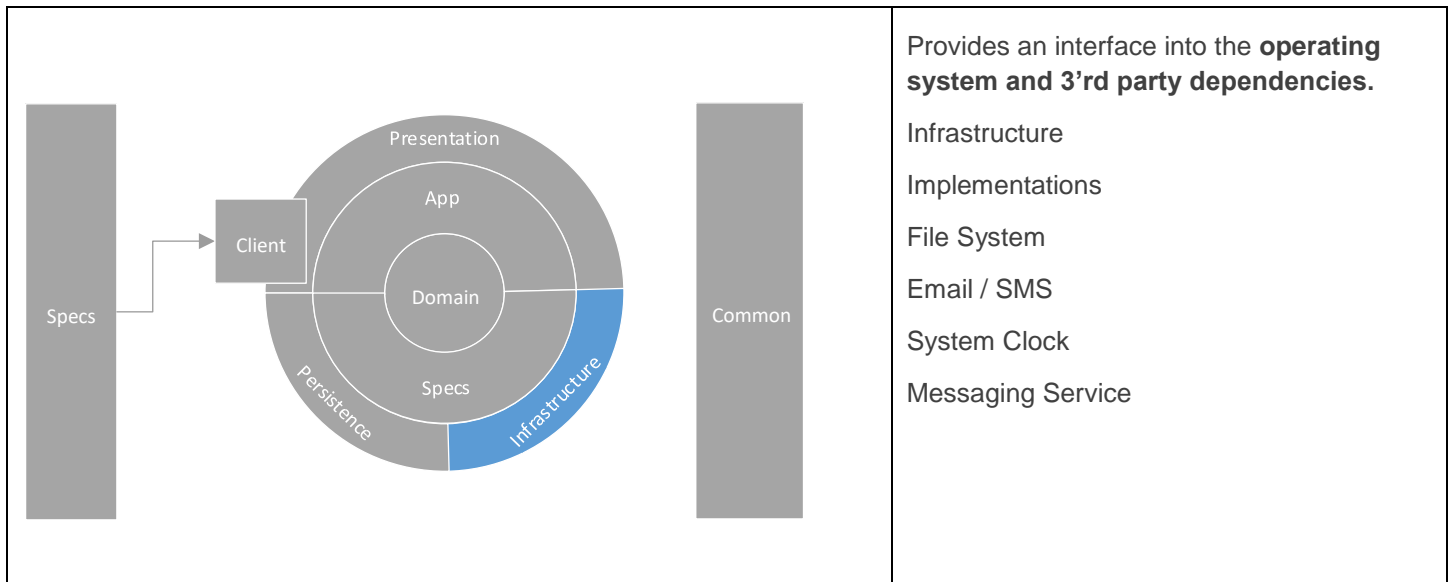 Presentation
App
Client
Domain
Specs
Common
Specs
Persistence
Infrastructure
Provides an interface into the operating
system and 3’rd party dependencies.
Infrastructure
Implementations
File System
Email / SMS
System Clock
Messaging Service